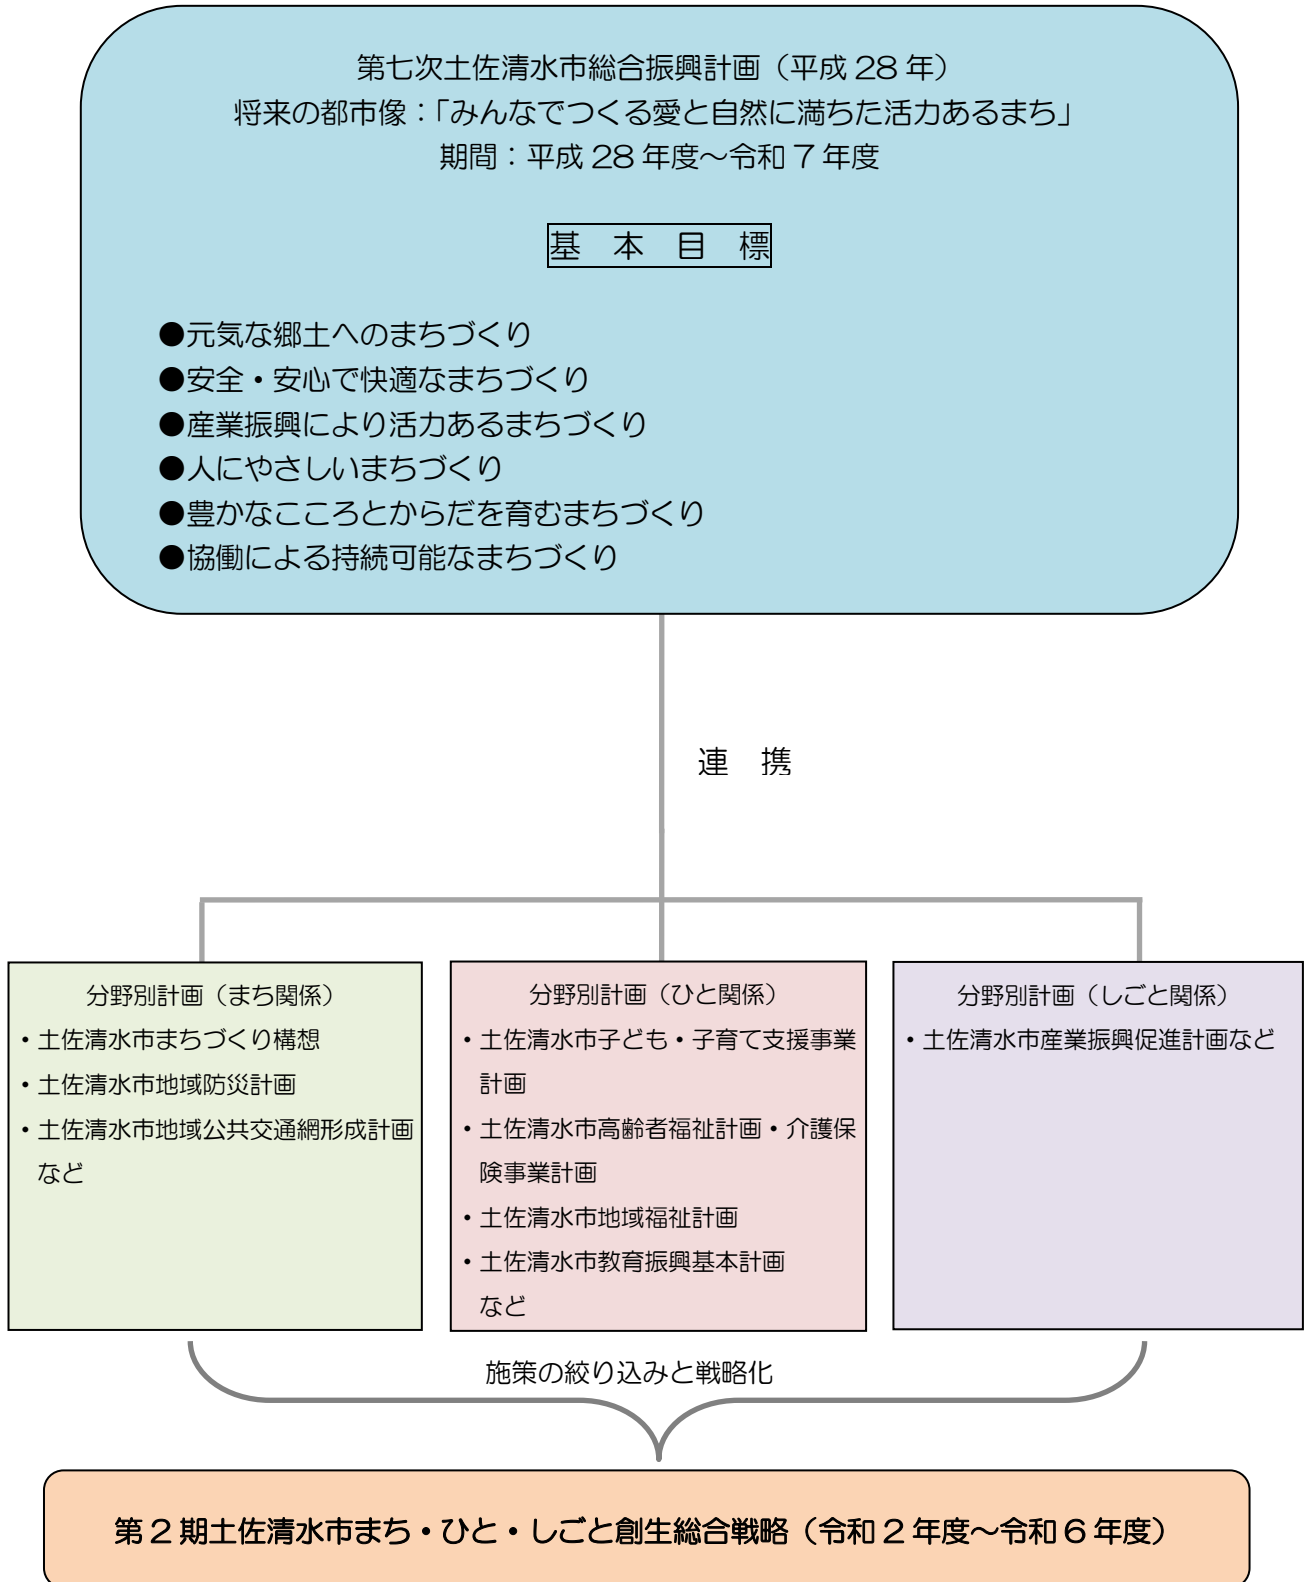 第七次土佐清水市総合振興計画（平成 28 年）
将来の都市像：「みんなでつくる愛と自然に満ちた活力あるまち」
期間：平成 28 年度～令和 7 年度
基　本　目　標
●元気な郷土へのまちづくり
●安全・安心で快適なまちづくり
●産業振興により活力あるまちづくり
●人にやさしいまちづくり
●豊かなこころとからだを育むまちづくり
●協働による持続可能なまちづくり
連　携
分野別計画（まち関係）
・土佐清水市まちづくり構想
・土佐清水市地域防災計画
・土佐清水市地域公共交通網形成計画
など
分野別計画（ひと関係）
・土佐清水市子ども・子育て支援事業
計画
・土佐清水市高齢者福祉計画・介護保
険事業計画
・土佐清水市地域福祉計画
・土佐清水市教育振興基本計画
など
分野別計画（しごと関係）
・土佐清水市産業振興促進計画など
施策の絞り込みと戦略化
第 2 期土佐清水市まち・ひと・しごと創生総合戦略（令和 2 年度～令和 6 年度）